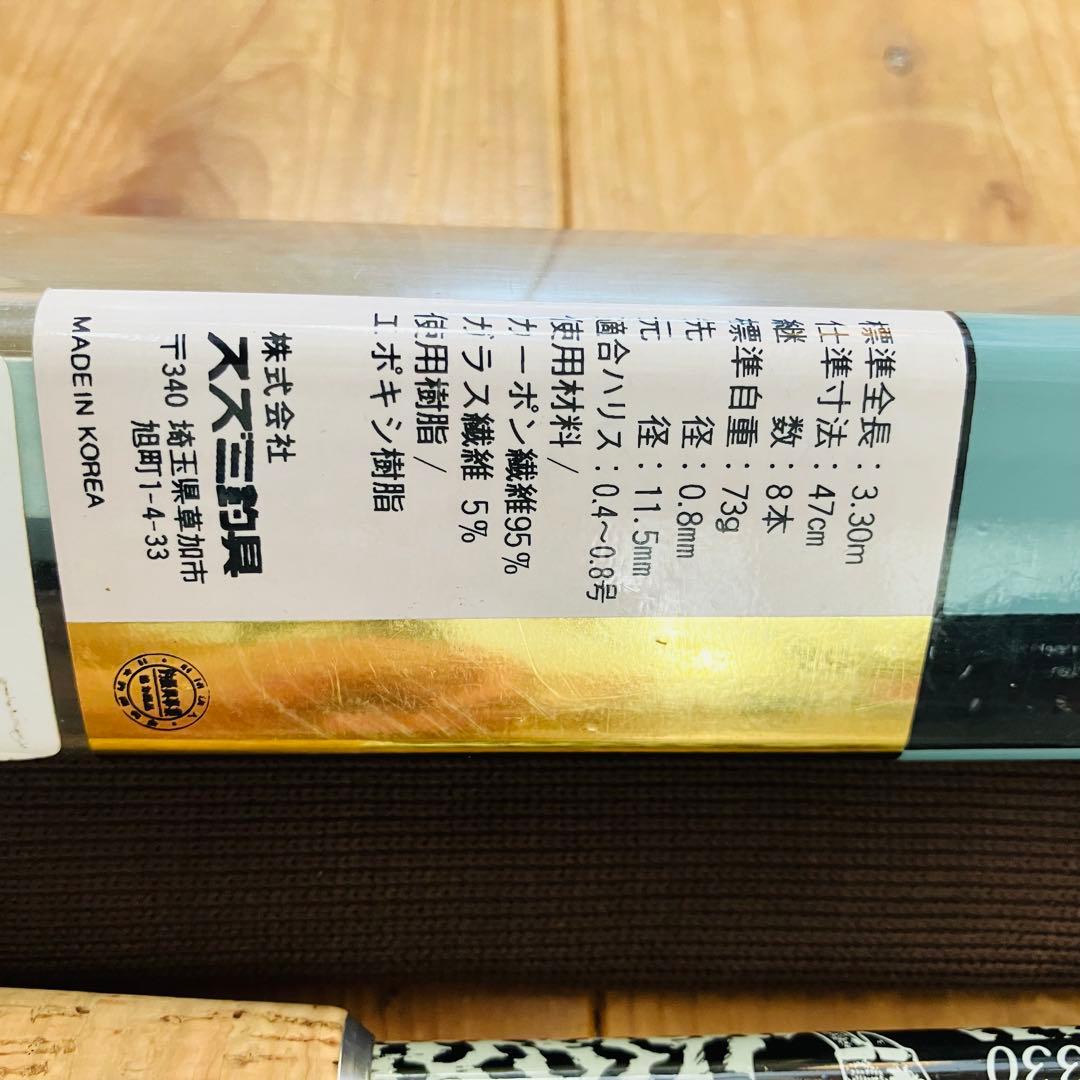 標準全長：3.30m
仕準寸法：47cm
継　数：8本
標準自重：73g
先　径：0.8mm
元　径：11.5mm
適合ハリス：0.4～0.8号
使用材料/
カーボン繊維95%
ガラス繊維 5%
使用樹脂/
エポキシ樹脂
株式会社
スズミ釣具
〒340 埼玉県草加市
旭町1-4-33
MADE IN KOREA
330